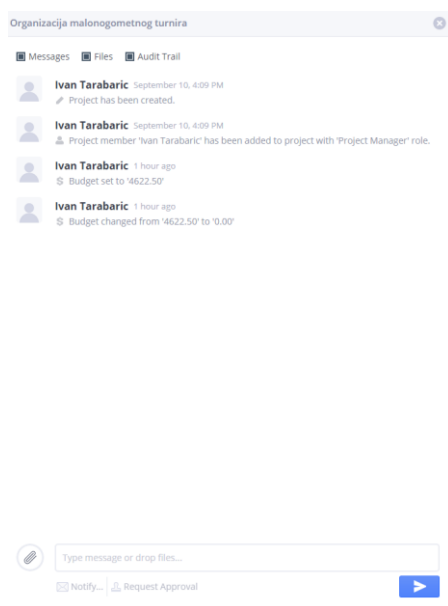 Organizacija malonogometnog turnira
Messages Files Audit Trail
Ivan Tarabaric September 10, 4:09 PM
Project has been created.
Ivan Tarabaric September 10, 4:09 PM
Project member 'Ivan Tarabaric' has been added to project with 'Project Manager' role.
Ivan Tarabaric 1 hour ago
$ Budget set to '4622.50'
Ivan Tarabaric 1 hour ago
$ Budget changed from '4622.50' to '0.00'
Type message or drop files...
Notify... Request Approval